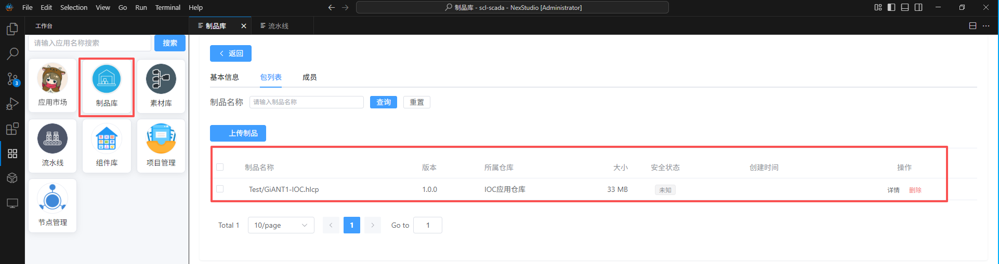 File Edit Selection View Go Run Terminal Help
制品库 - scl-scada - NexStudio [Administrator]
工作台
制品库
流水线
请输入应用名称搜索
搜索
应用市场
制品库
素材库
流水线
组件库
项目管理
节点管理
3
返回
基本信息
包列表
成员
制品名称
请输入制品名称
查询
重置
上传制品
制品名称 版本 所属仓库 大小 安全状态 创建时间 操作
Test/GiANT1-IOC.hlcp 1.0.0 IOC应用仓库 33 MB 未知 详情 删除
Total 1 10/page 1 Go to 1